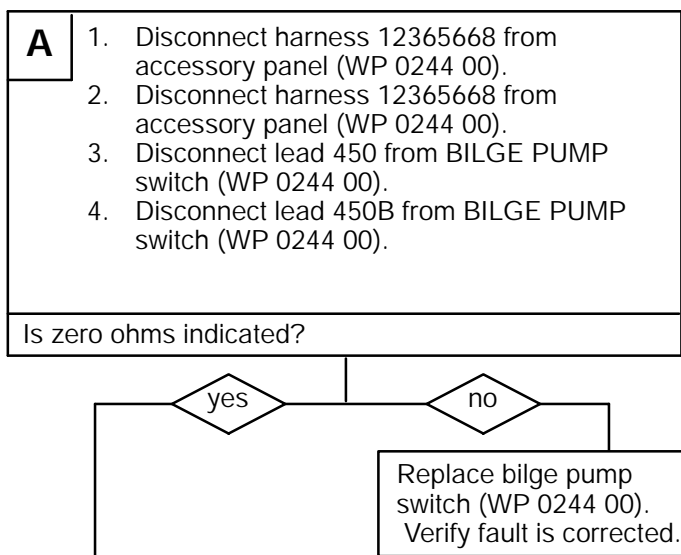 A
1. Disconnect harness 12365668 from
accessory panel (WP 0244 00).
2. Disconnect harness 12365668 from
accessory panel (WP 0244 00).
3. Disconnect lead 450 from BILGE PUMP
switch (WP 0244 00).
4. Disconnect lead 450B from BILGE PUMP
switch (WP 0244 00).
Is zero ohms indicated?
yes
no
Replace bilge pump
switch (WP 0244 00).
Verify fault is corrected.